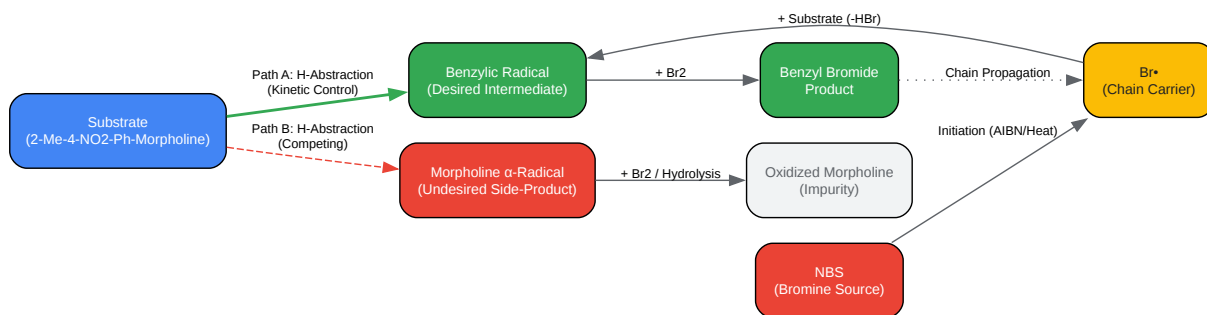 + Substrate (-HBr)
Path A: H-Abstraction
(Kinetic Control)
Benzylic Radical
(Desired Intermediate)
+ Br2
Benzyl Bromide
Product
Chain Propagation
Br•
(Chain Carrier)
Substrate
(2-Me-4-NO2-Ph-Morpholine)
Path B: H-Abstraction
(Competing)
Initiation (AIBN/Heat)
Morpholine α-Radical
(Undesired Side-Product)
+ Br2 / Hydrolysis
Oxidized Morpholine
(Impurity)
NBS
(Bromine Source)